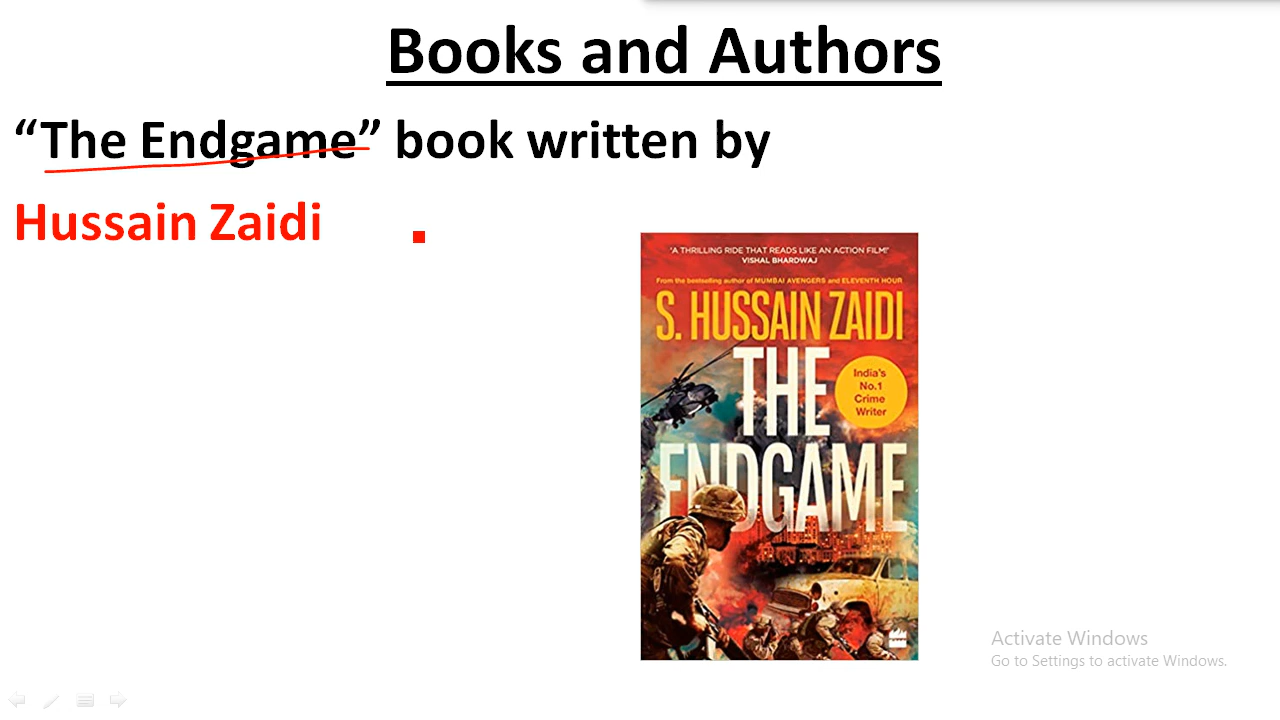 Books and Authors
“The Endgame” book written by
Hussain Zaidi
‘A THRILLING RIDE THAT READS LIKE AN ACTION FILM!’
VISHAL BHARDWAJ
From the bestselling author of MUMBAI AVENGERS and ELEVENTH HOUR
S. HUSSAIN ZAIDI
THE
India's
No.1
Crime
Writer
ENDGAME
Activate Windows
Go to Settings to activate Windows.